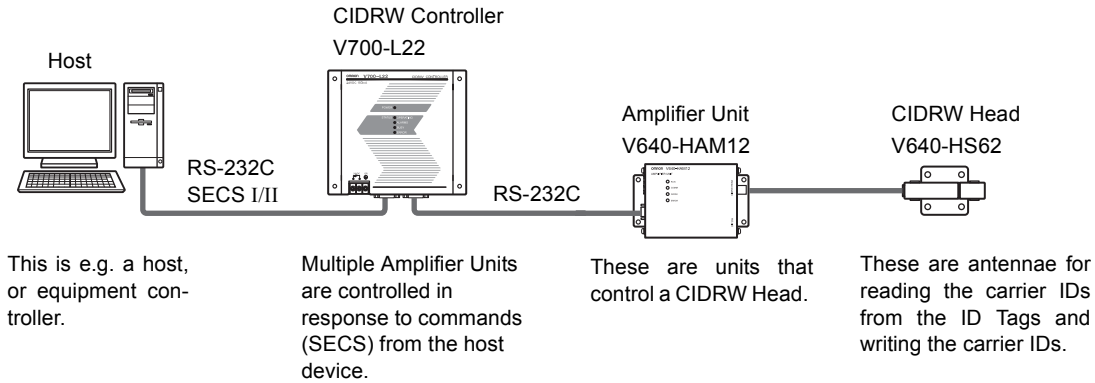 CIDRW Controller
V700-L22
Host
Amplifier Unit
V640-HAM12
CIDRW Head
V640-HS62
RS-232C
SECS I/II
RS-232C
This is e.g. a host,
or equipment con-
troller.
Multiple Amplifier Units
are controlled in
response to commands
(SECS) from the host
device.
These are units that
control a CIDRW Head.
These are antennae for
reading the carrier IDs
from the ID Tags and
writing the carrier IDs.